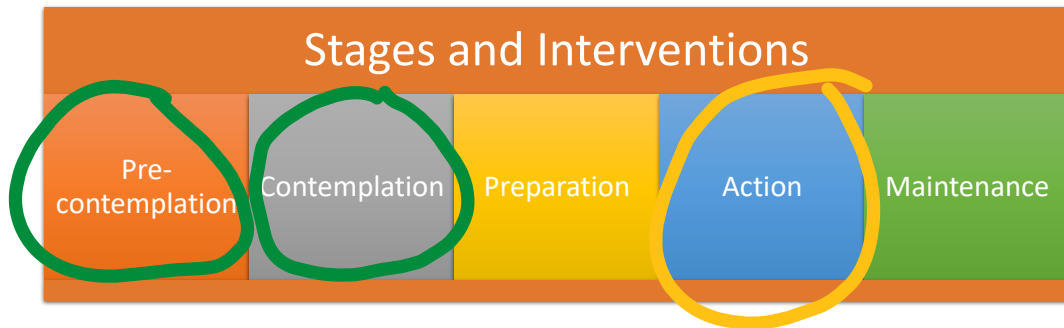 Stages and Interventions
Pre-
contemplation
Contemplation
Preparation
Action
Maintenance